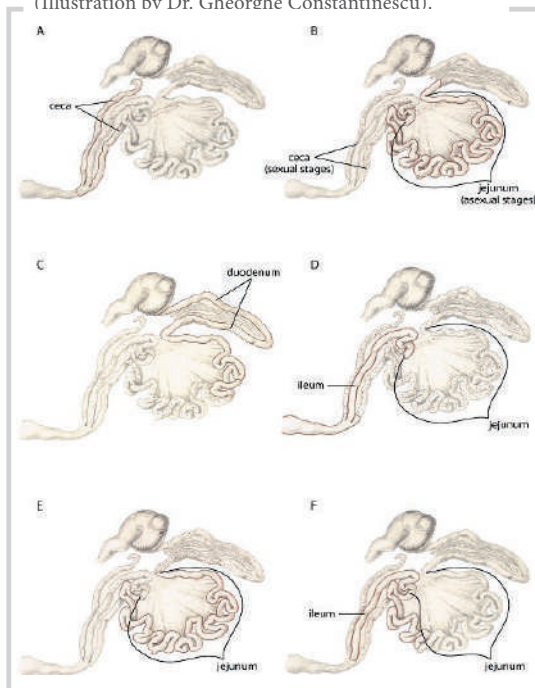 (Illustration by Dr. Gheorghe Constantinescu).
A
ceca
B
ceca
(sexual stages)
jejunum
(asexual stages)
C
duodenum
D
ileum
jejunum
E
jejunum
F
ileum
jejunum